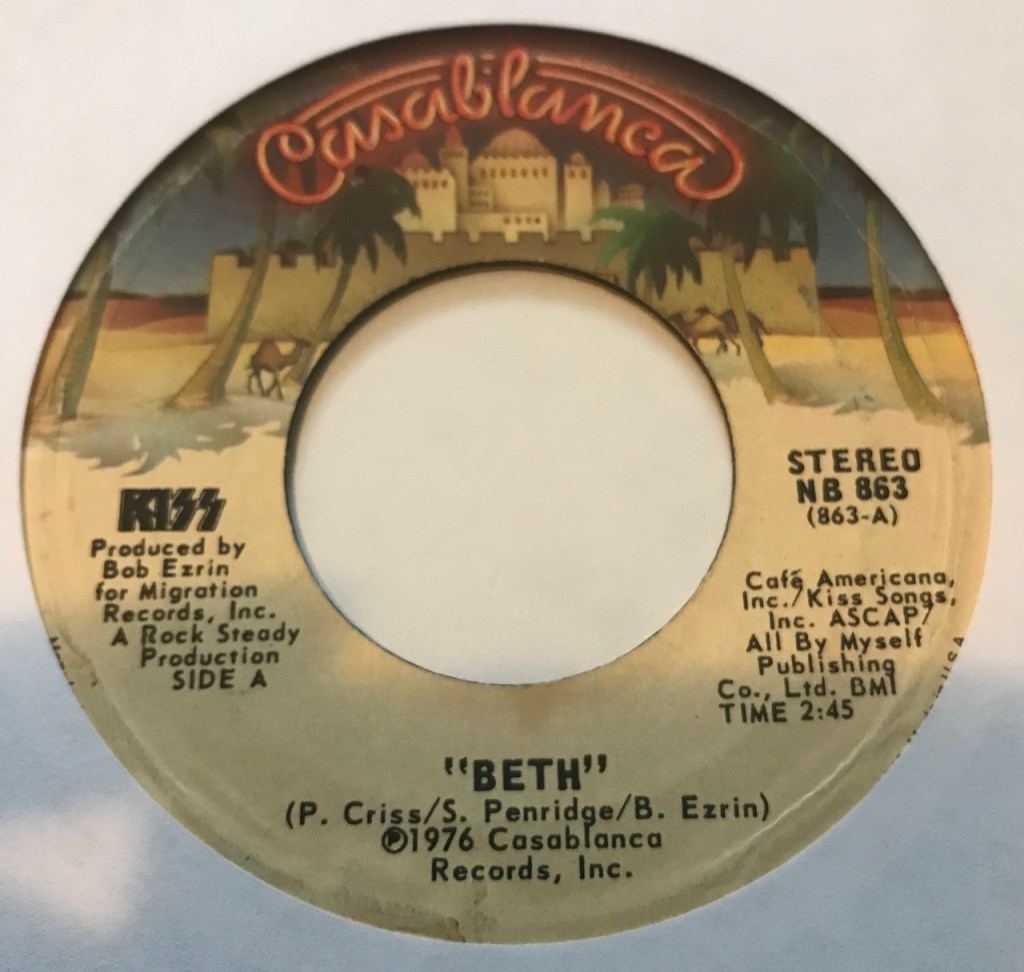 Casablanca
KISS
Produced by
Bob Ezrin
for Migration
Records, Inc.
A Rock Steady
Production
SIDE A
STEREO
NB 863
(863-A)
Café Americana,
Inc./Kiss Songs,
Inc. ASCAP/
All By Myself
Publishing
Co., Ltd. BMI
TIME 2:45
"BETH"
(P. Criss/S. Penridge/B. Ezrin)
℗1976 Casablanca
Records, Inc.